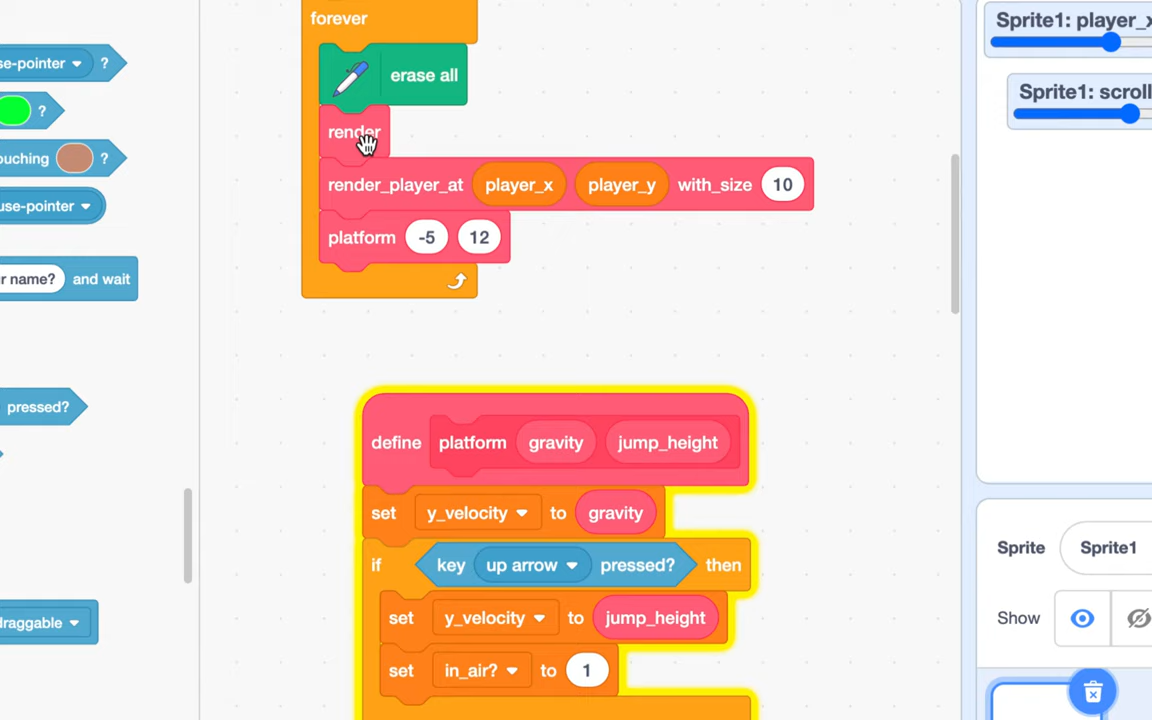 forever
se-pointer ?
erase all
?
render
ouching ?
render_player_at player_x player_y with_size 10
use-pointer
platform -5 12
r name? and wait
pressed?
define platform gravity jump_height
set y_velocity to gravity
if key up arrow pressed? then
set y_velocity to jump_height
draggable
set in_air? to 1
Sprite1: player_x
Sprite1: scroll
Sprite Sprite1
Show